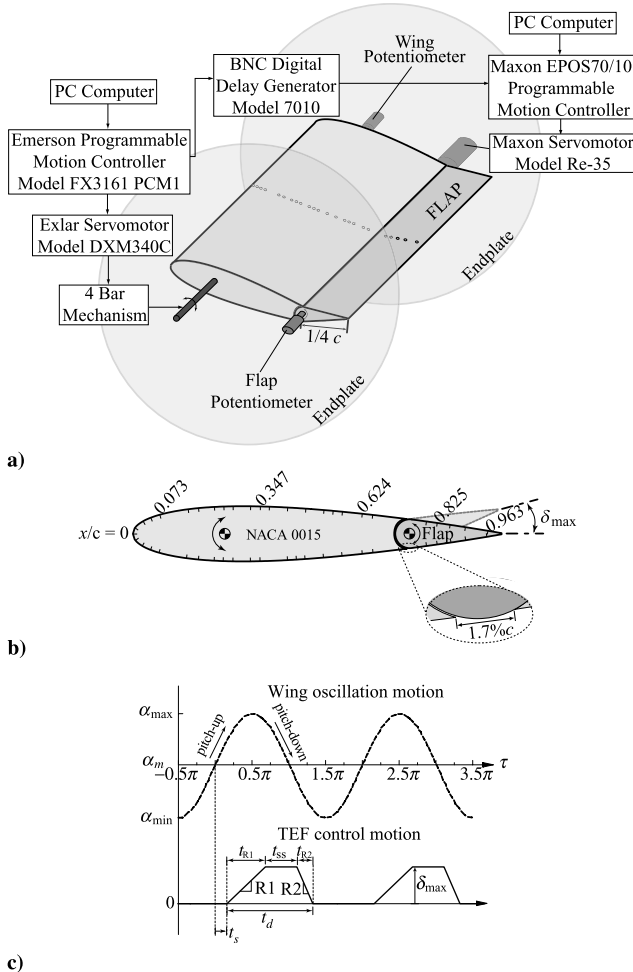 PC Computer
Wing
Potentiometer
BNC Digital
Delay Generator
Model 7010
PC Computer
Maxon EPOS70/10
Programmable
Motion Controller
Emerson Programmable
Motion Controller
Model FX3161 PCM1
Maxon Servomotor
Model Re-35
FLAP
Exlar Servomotor
Model DXM340C
Endplate
4 Bar
Mechanism
1/4 c
Flap
Potentiometer
Endplate
a)
0.073
0.347
0.624
0.825
0.963
δmax
x/c = 0
NACA 0015
Flap
1.7%c
b)
Wing oscillation motion
αmax
pitch-up
pitch-down
αm
−0.5π
0.5π
1.5π
2.5π
3.5π
τ
αmin
TEF control motion
tR1
tss
tR2
R1
R2
δmax
0
td
ts
c)